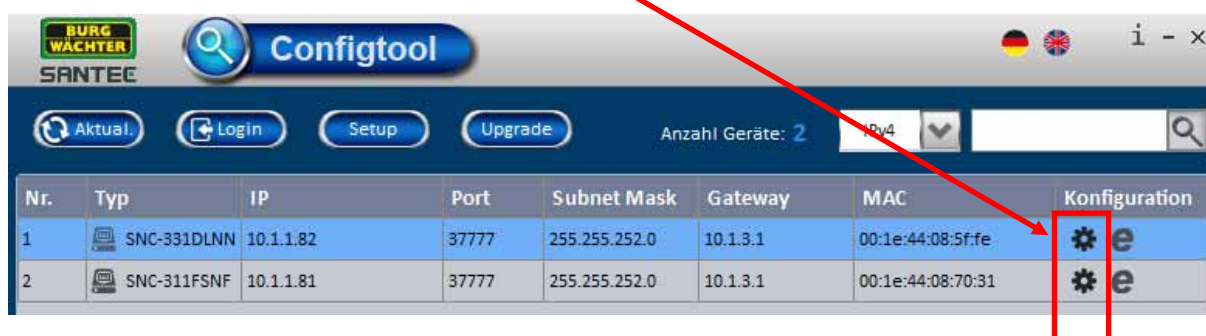 BURG
WÄCHTER
SANTEC
Configtool
i - ×
Aktual. Login Setup Upgrade Anzahl Geräte: 2 IPv4
Nr. Typ IP Port Subnet Mask Gateway MAC Konfiguration
1 SNC-331DLNN 10.1.1.82 37777 255.255.252.0 10.1.3.1 00:1e:44:08:5f:fe
2 SNC-311FSNF 10.1.1.81 37777 255.255.252.0 10.1.3.1 00:1e:44:08:70:31